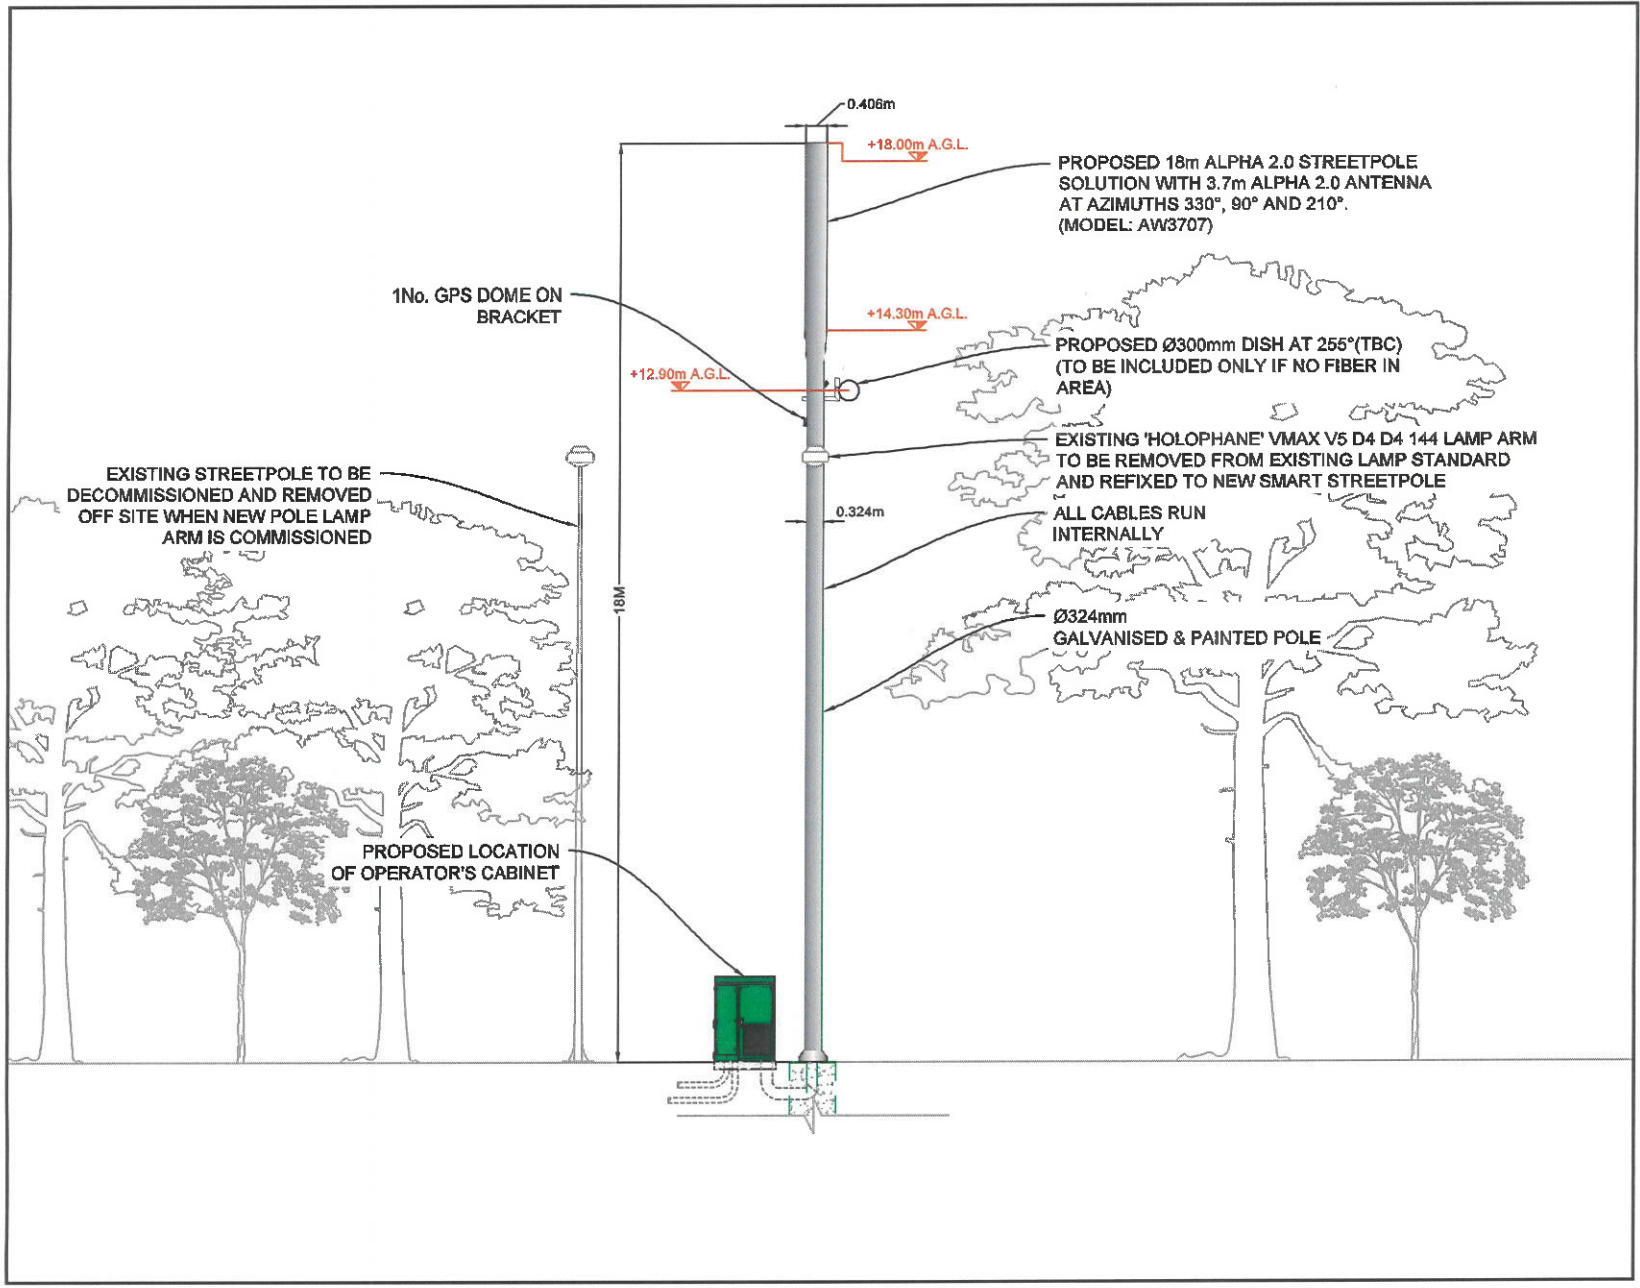 0.406m
+18.00m A.G.L.
PROPOSED 18m ALPHA 2.0 STREETPOLE
SOLUTION WITH 3.7m ALPHA 2.0 ANTENNA
AT AZIMUTHS 330°, 90° AND 210°.
(MODEL: AW3707)
1No. GPS DOME ON
BRACKET
+14.30m A.G.L.
PROPOSED Ø300mm DISH AT 255°(TBC)
(TO BE INCLUDED ONLY IF NO FIBER IN
AREA)
+12.90m A.G.L.
EXISTING 'HOLOPHANE' VMAX V5 D4 D4 144 LAMP ARM
TO BE REMOVED FROM EXISTING LAMP STANDARD
AND REFIXED TO NEW SMART STREETPOLE
EXISTING STREETPOLE TO BE
DECOMMISSIONED AND REMOVED
OFF SITE WHEN NEW POLE LAMP
ARM IS COMMISSIONED
0.324m
ALL CABLES RUN
INTERNALLY
18M
Ø324mm
GALVANISED & PAINTED POLE
PROPOSED LOCATION
OF OPERATOR'S CABINET